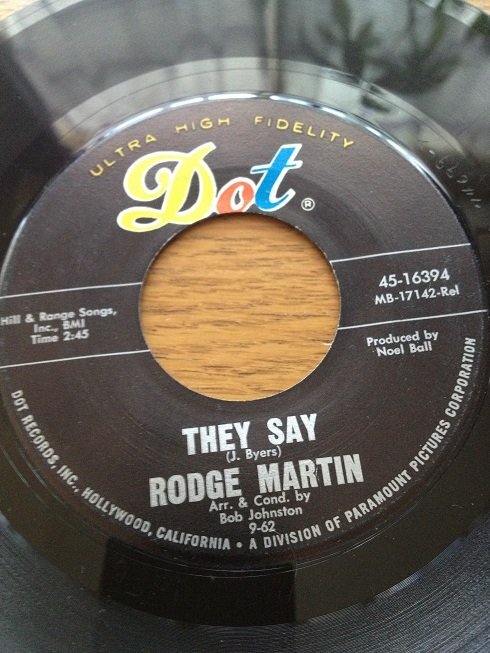 ULTRA HIGH FIDELITY
Dot ®
45-16394
MB-17142-Rel
Hill & Range Songs,
Inc., BMI
Time 2:45
Produced by
Noel Ball
THEY SAY
(J. Byers)
RODGE MARTIN
Arr. & Cond. by
Bob Johnston
9-62
DOT RECORDS, INC., HOLLYWOOD, CALIFORNIA • A DIVISION OF PARAMOUNT PICTURES CORPORATION